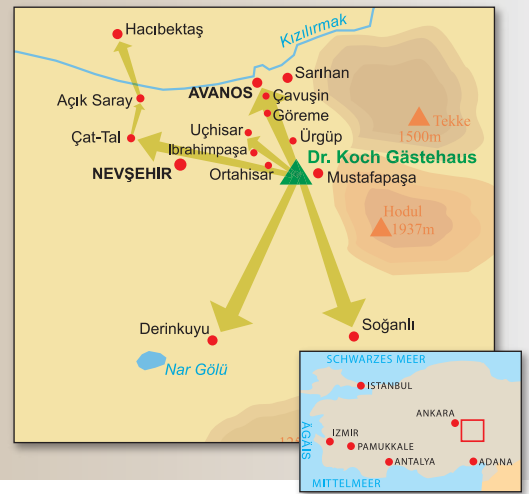 Hacıbektaş
Kızılırmak
Sarıhan
AVANOS
Çavuşin
Açık Saray
Göreme
Tekke
1500m
Uçhisar
Çat-Tal
Ürgüp
Ibrahimpaşa
Dr. Koch Gästehaus
NEVŞEHIR
Ortahisar
Mustafapaşa
Hodul
1937m
Derinkuyu
Soğanlı
Nar Gölü
SCHWARZES MEER
ISTANBUL
ANKARA
ÄGÄIS
IZMIR
PAMUKKALE
ANTALYA
ADANA
MITTELMEER